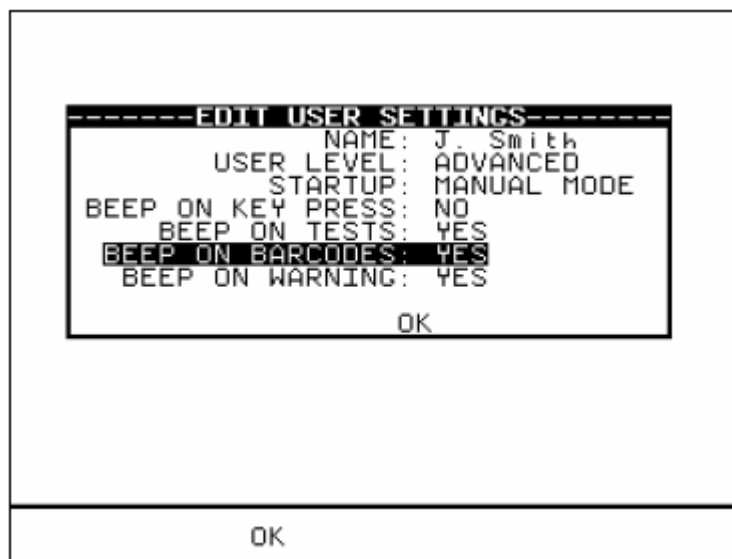 -------EDIT USER SETTINGS--------
NAME: J. Smith
USER LEVEL: ADVANCED
STARTUP: MANUAL MODE
BEEP ON KEY PRESS: NO
BEEP ON TESTS: YES
BEEP ON BARCODES: YES
BEEP ON WARNING: YES
OK
OK